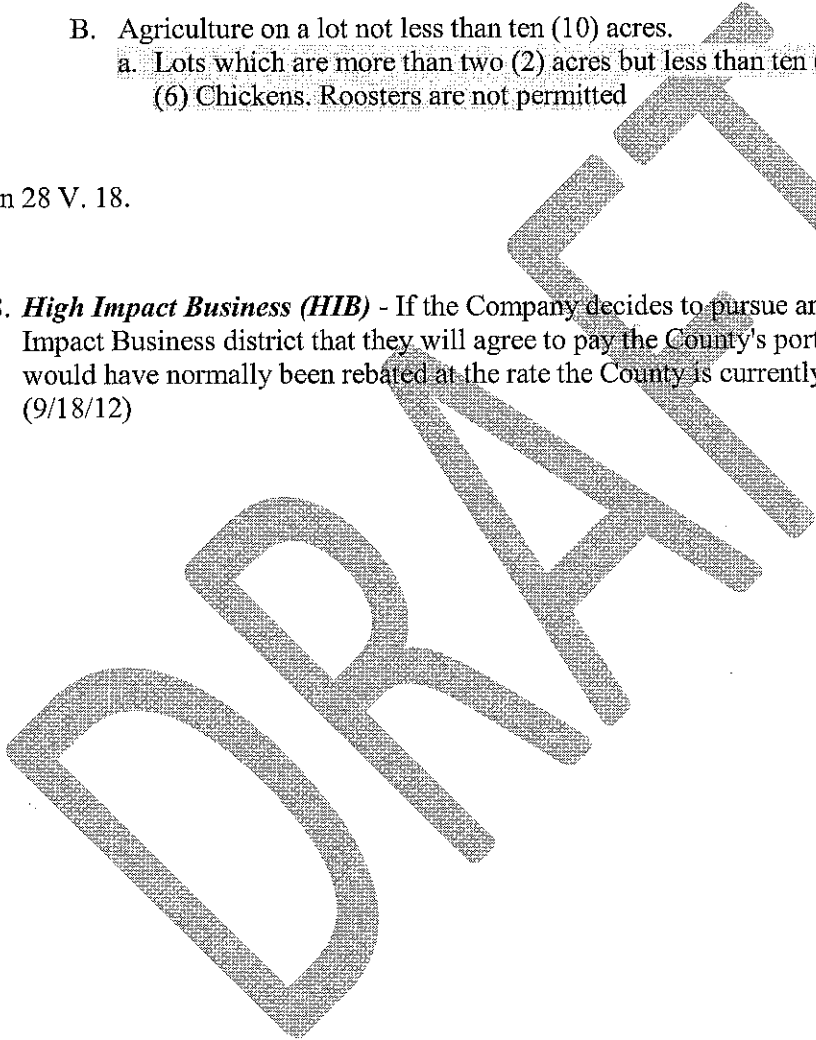 B. Agriculture on a lot not less than ten (10) acres.
a. Lots which are more than two (2) acres but less than ten (
(6) Chickens. Roosters are not permitted
n 28 V. 18.
. High Impact Business (HIB) - If the Company decides to pursue an
Impact Business district that they will agree to pay the County's port
would have normally been rebated at the rate the County is currently
(9/18/12)
DRAFT